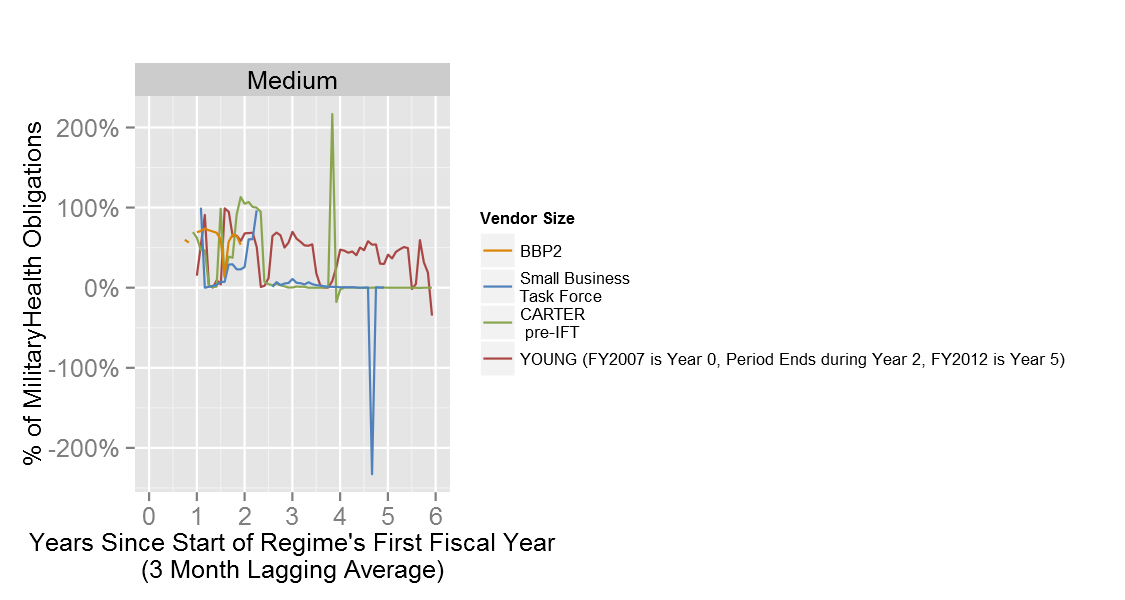 Medium
% of MilitaryHealth Obligations
200%
100%
0%
-100%
-200%
0 1 2 3 4 5 6
Years Since Start of Regime's First Fiscal Year
(3 Month Lagging Average)
Vendor Size
BBP2
Small Business
Task Force
CARTER
pre-IFT
YOUNG (FY2007 is Year 0, Period Ends during Year 2, FY2012 is Year 5)